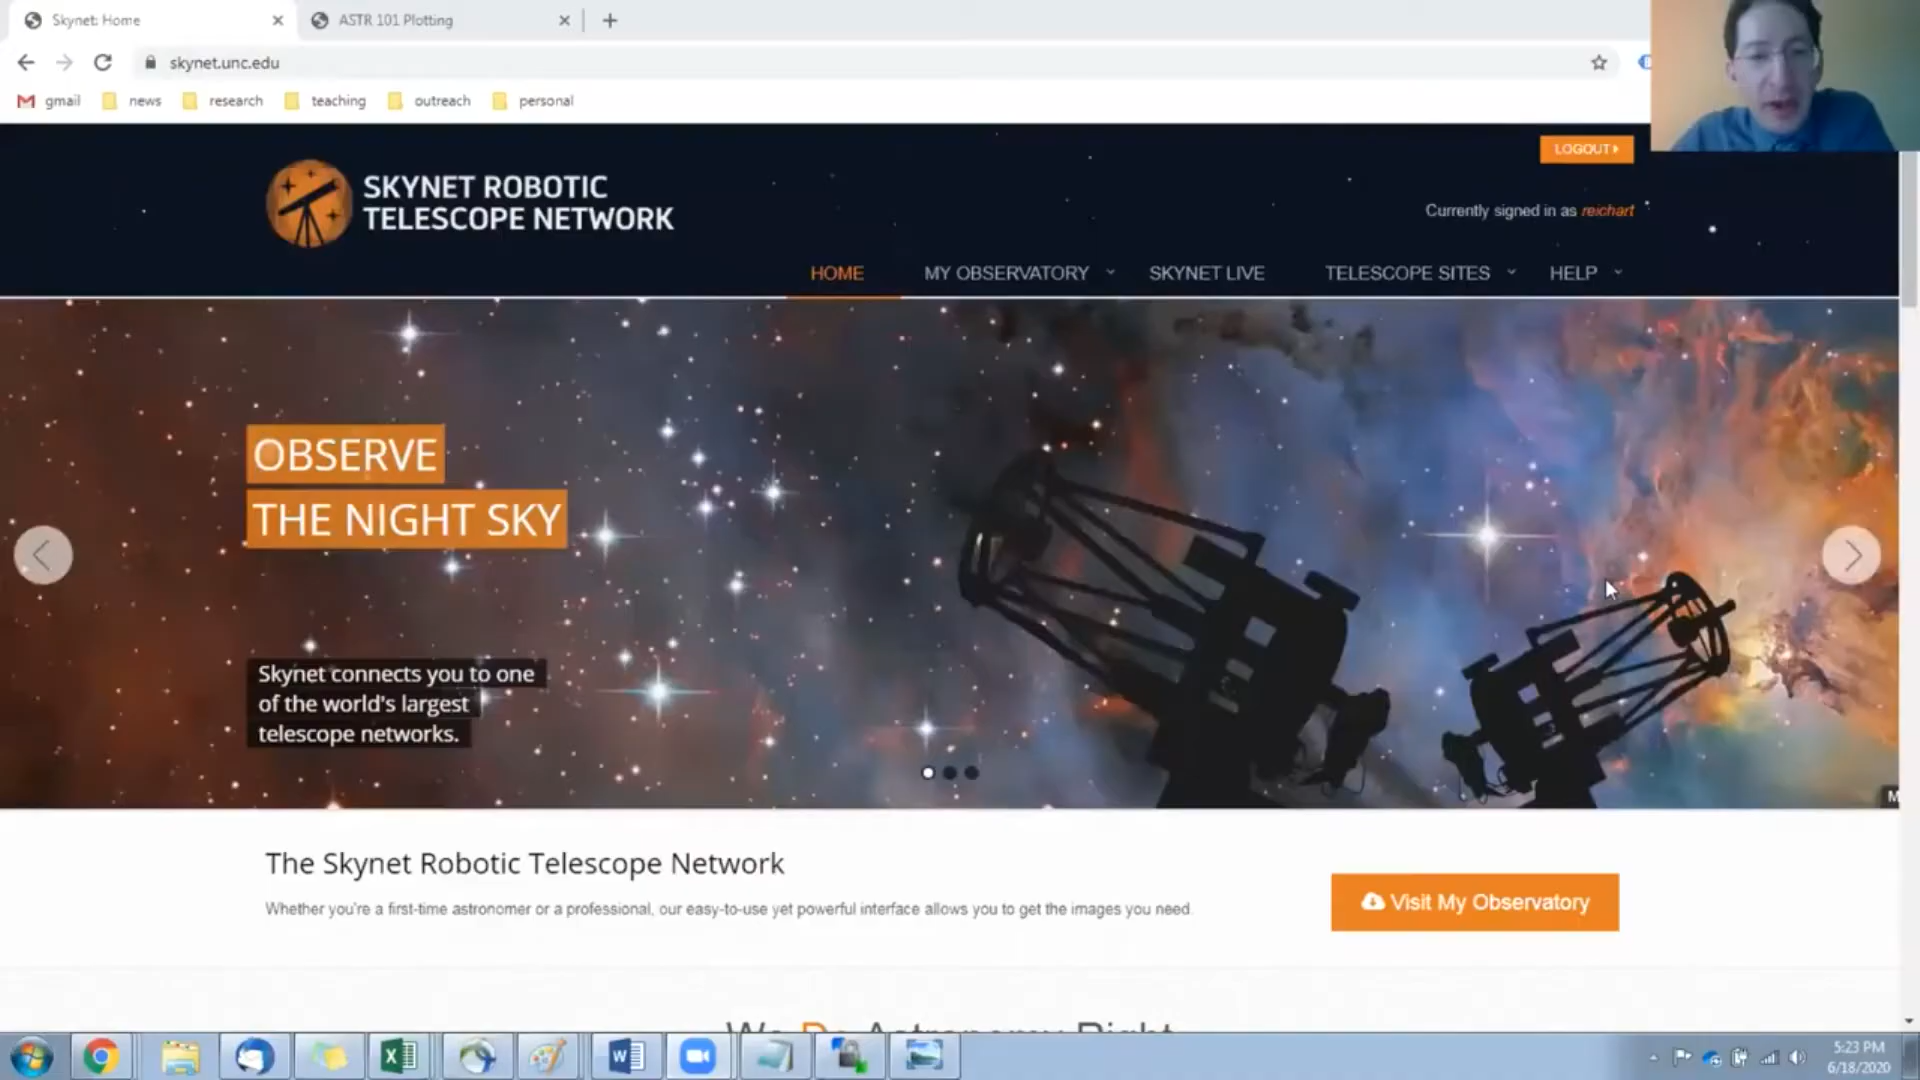 Skynet: Home
ASTR 101 Plotting
skynet.unc.edu
gmail
news
research
teaching
outreach
personal
LOGOUT
SKYNET ROBOTIC
TELESCOPE NETWORK
Currently signed in as reichart
HOME
MY OBSERVATORY
SKYNET LIVE
TELESCOPE SITES
HELP
OBSERVE
THE NIGHT SKY
Skynet connects you to one
of the world's largest
telescope networks.
M
The Skynet Robotic Telescope Network
Whether you're a first-time astronomer or a professional, our easy-to-use yet powerful interface allows you to get the images you need.
Visit My Observatory
We Do Astronomy Right
5:23 PM
6/18/2020